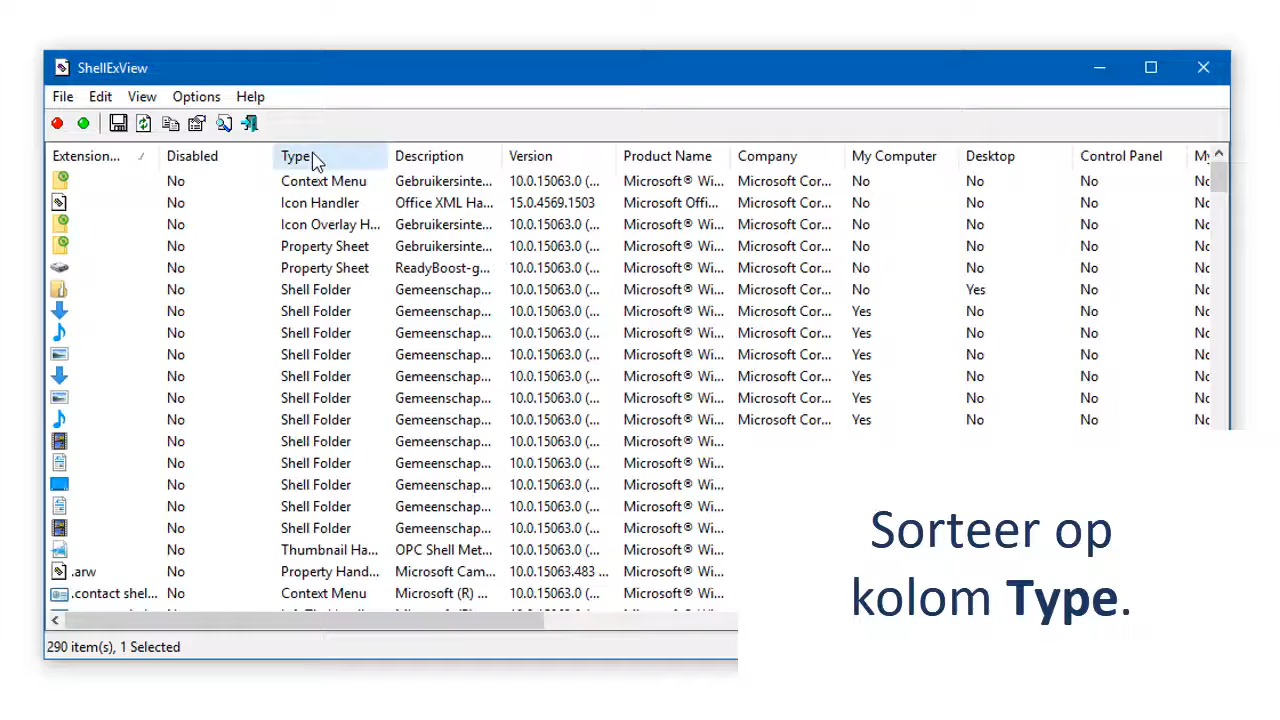 ShellExView
File Edit View Options Help
Extension... Disabled Type Description Version Product Name Company My Computer Desktop Control Panel My
No Context Menu Gebruikersinte... 10.0.15063.0 (... Microsoft® Wi... Microsoft Cor... No No No No
No Icon Handler Office XML Ha... 15.0.4569.1503 Microsoft Offi... Microsoft Cor... No No No No
No Icon Overlay H... Gebruikersinte... 10.0.15063.0 (... Microsoft® Wi... Microsoft Cor... No No No No
No Property Sheet Gebruikersinte... 10.0.15063.0 (... Microsoft® Wi... Microsoft Cor... No No No No
No Property Sheet ReadyBoost-g... 10.0.15063.0 (... Microsoft® Wi... Microsoft Cor... No No No No
No Shell Folder Gemeenschap... 10.0.15063.0 (... Microsoft® Wi... Microsoft Cor... No Yes No No
No Shell Folder Gemeenschap... 10.0.15063.0 (... Microsoft® Wi... Microsoft Cor... Yes No No No
No Shell Folder Gemeenschap... 10.0.15063.0 (... Microsoft® Wi... Microsoft Cor... Yes No No No
No Shell Folder Gemeenschap... 10.0.15063.0 (... Microsoft® Wi... Microsoft Cor... Yes No No No
No Shell Folder Gemeenschap... 10.0.15063.0 (... Microsoft® Wi... Microsoft Cor... Yes No No No
No Shell Folder Gemeenschap... 10.0.15063.0 (... Microsoft® Wi... Microsoft Cor... Yes No No No
No Shell Folder Gemeenschap... 10.0.15063.0 (... Microsoft® Wi... Microsoft Cor... Yes No No No
No Shell Folder Gemeenschap... 10.0.15063.0 (... Microsoft® Wi...
No Shell Folder Gemeenschap... 10.0.15063.0 (... Microsoft® Wi...
No Shell Folder Gemeenschap... 10.0.15063.0 (... Microsoft® Wi...
No Shell Folder Gemeenschap... 10.0.15063.0 (... Microsoft® Wi...
No Shell Folder Gemeenschap... 10.0.15063.0 (... Microsoft® Wi...
No Thumbnail Ha... OPC Shell Met... 10.0.15063.0 (... Microsoft® Wi...
.arw No Property Hand... Microsoft Cam... 10.0.15063.483 ... Microsoft® Wi...
.contact shel... No Context Menu Microsoft (R) ... 10.0.15063.0 (... Microsoft® Wi...
290 item(s), 1 Selected
Sorteer op
kolom Type.